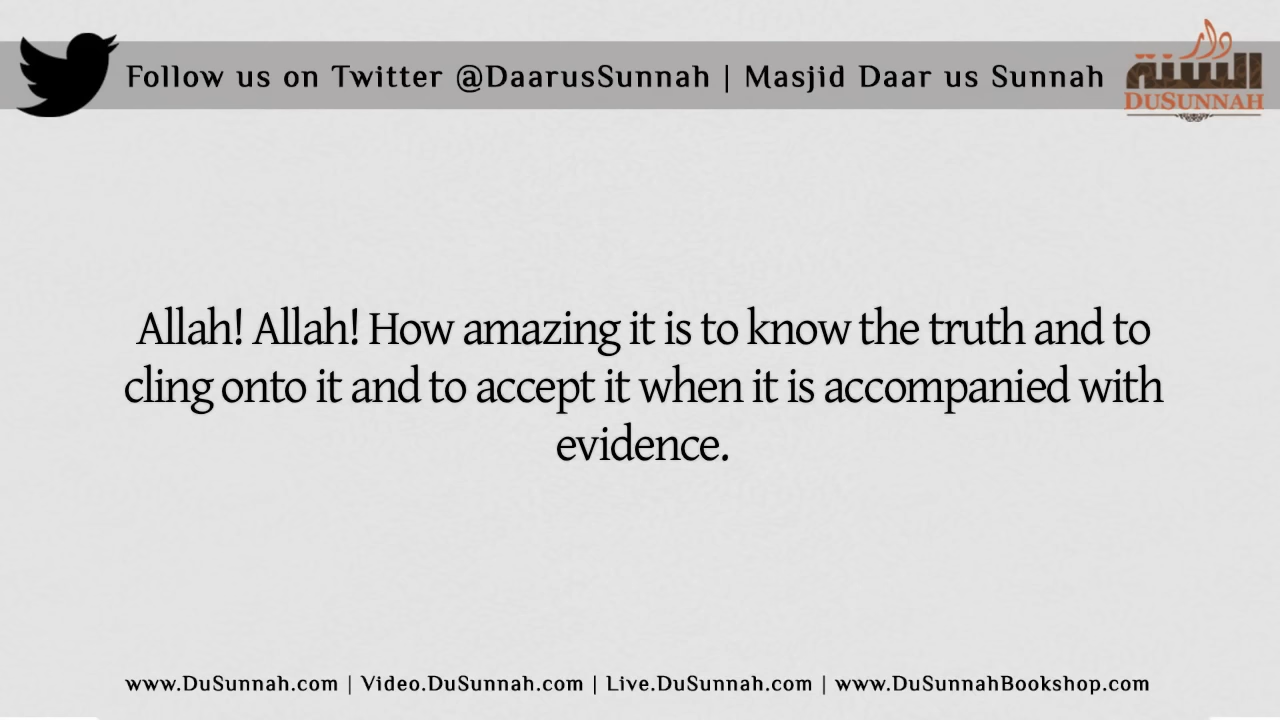 Follow us on Twitter @DaarusSunnah | Masjid Daar us Sunnah
دار
السنة
DUSUNNAH
Allah! Allah! How amazing it is to know the truth and to
cling onto it and to accept it when it is accompanied with
evidence.
www.DuSunnah.com | Video.DuSunnah.com | Live.DuSunnah.com | www.DuSunnahBookshop.com